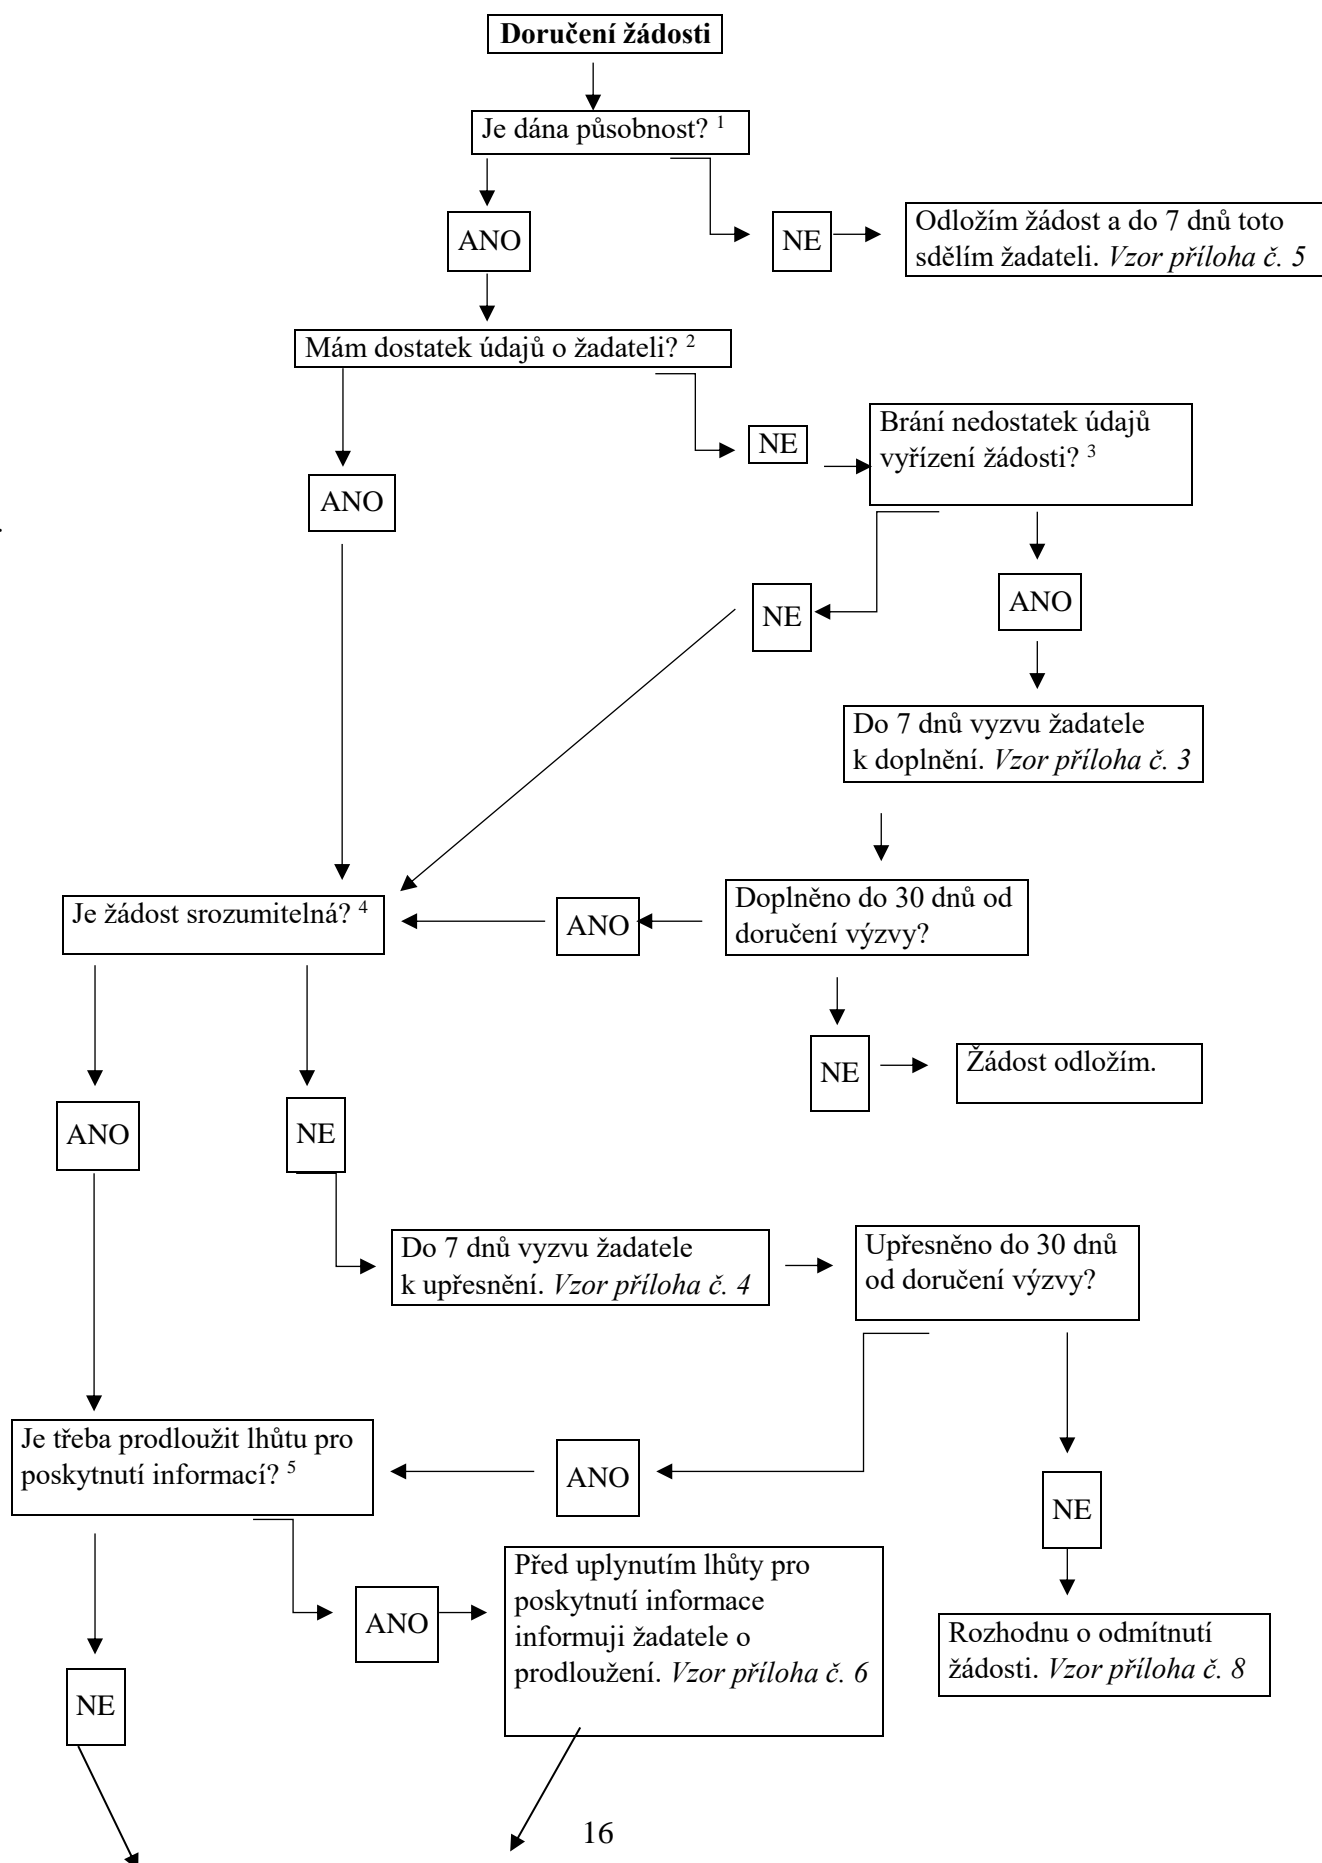 Doručení žádosti
Je dána působnost? 1
ANO
NE
Odložím žádost a do 7 dnů toto
sdělím žadateli. Vzor příloha č. 5
Mám dostatek údajů o žadateli? 2
NE
Brání nedostatek údajů
vyřízení žádosti? 3
ANO
NE
ANO
Do 7 dnů vyzvu žadatele
k doplnění. Vzor příloha č. 3
Je žádost srozumitelná? 4
ANO
Doplněno do 30 dnů od
doručení výzvy?
NE
Žádost odložím.
ANO
NE
Do 7 dnů vyzvu žadatele
k upřesnění. Vzor příloha č. 4
Upřesněno do 30 dnů
od doručení výzvy?
Je třeba prodloužit lhůtu pro
poskytnutí informací? 5
ANO
NE
ANO
Před uplynutím lhůty pro
poskytnutí informace
informuji žadatele o
prodloužení. Vzor příloha č. 6
Rozhodnu o odmítnutí
žádosti. Vzor příloha č. 8
NE
16